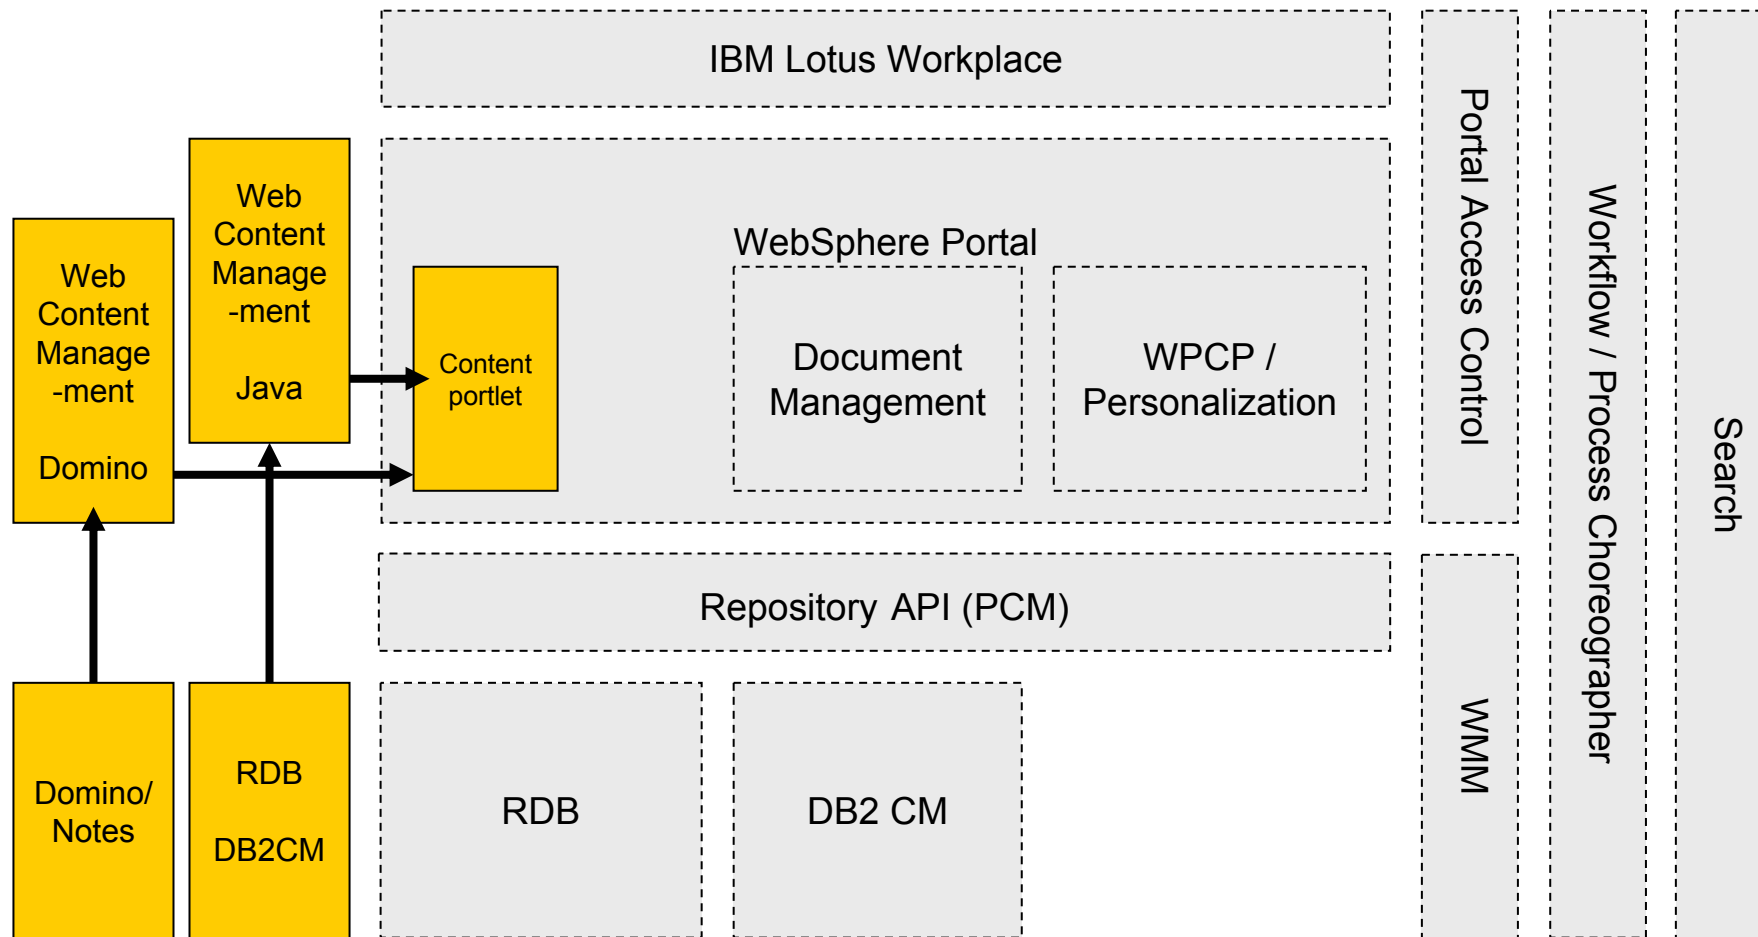 IBM Lotus Workplace
Web
Content
Manage
-ment
Domino
Web
Content
Manage
-ment
Java
WebSphere Portal
Content
portlet
Document
Management
WPCP /
Personalization
Repository API (PCM)
Domino/
Notes
RDB
DB2CM
RDB
DB2 CM
Portal Access Control
WMM
Workflow / Process Choreographer
Search